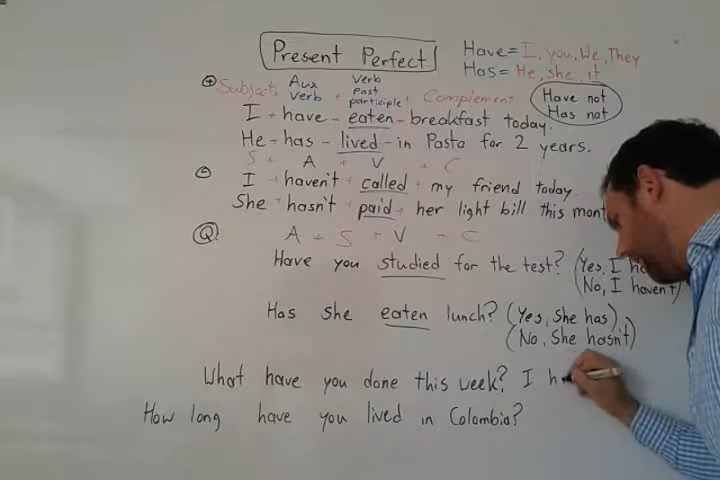 Present Perfect
Have = I, you, We, They
Has = He, she, it
+ Subject + Aux Verb + Verb Past participle + Complement
Have not
Has not
I + have - eaten - breakfast today.
He - has - lived - in Pasto for 2 years.
S + A + V + C
- I + haven't + called + my friend today.
She - hasn't + paid + her light bill this mont
Q A + S + V + C
Have you studied for the test? (Yes, I ha
(No, I haven't)
Has she eaten lunch? (Yes, She has)
(No, She hasn't)
What have you done this week? I h
How long have you lived in Colombia?